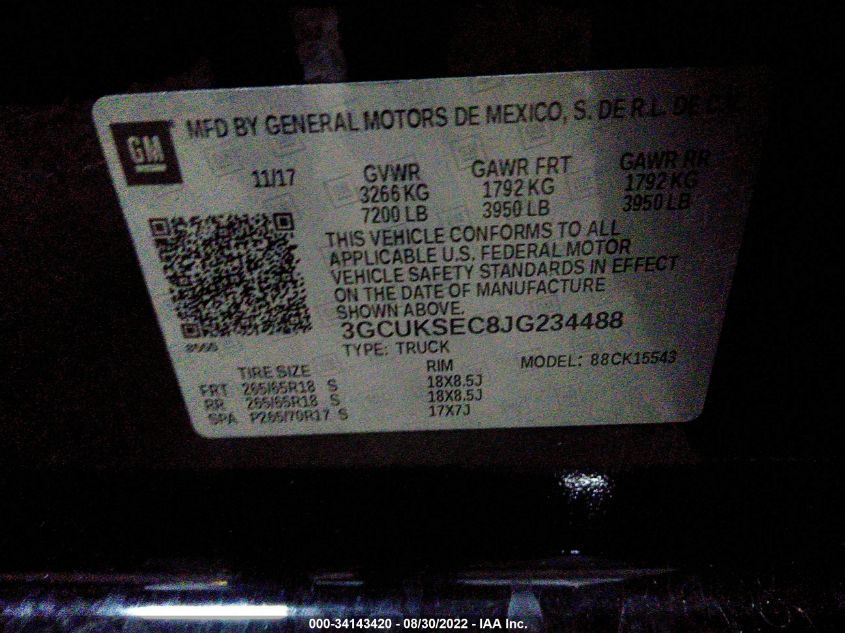 GM
MFD BY GENERAL MOTORS DE MEXICO, S. DE R.L. DE C.V.
11/17
GVWR GAWR FRT GAWR RR
3266 KG 1792 KG 1792 KG
7200 LB 3950 LB 3950 LB
THIS VEHICLE CONFORMS TO ALL
APPLICABLE U.S. FEDERAL MOTOR
VEHICLE SAFETY STANDARDS IN EFFECT
ON THE DATE OF MANUFACTURE
SHOWN ABOVE.
3GCUKSEC8JG234488
TYPE: TRUCK
MODEL: 88CK15543
TIRE SIZE RIM
FRT 265/65R18 S 18X8.5J
RR 265/65R18 S 18X8.5J
SPA P265/70R17 S 17X7J
000-34143420 - 08/30/2022 - IAA Inc.